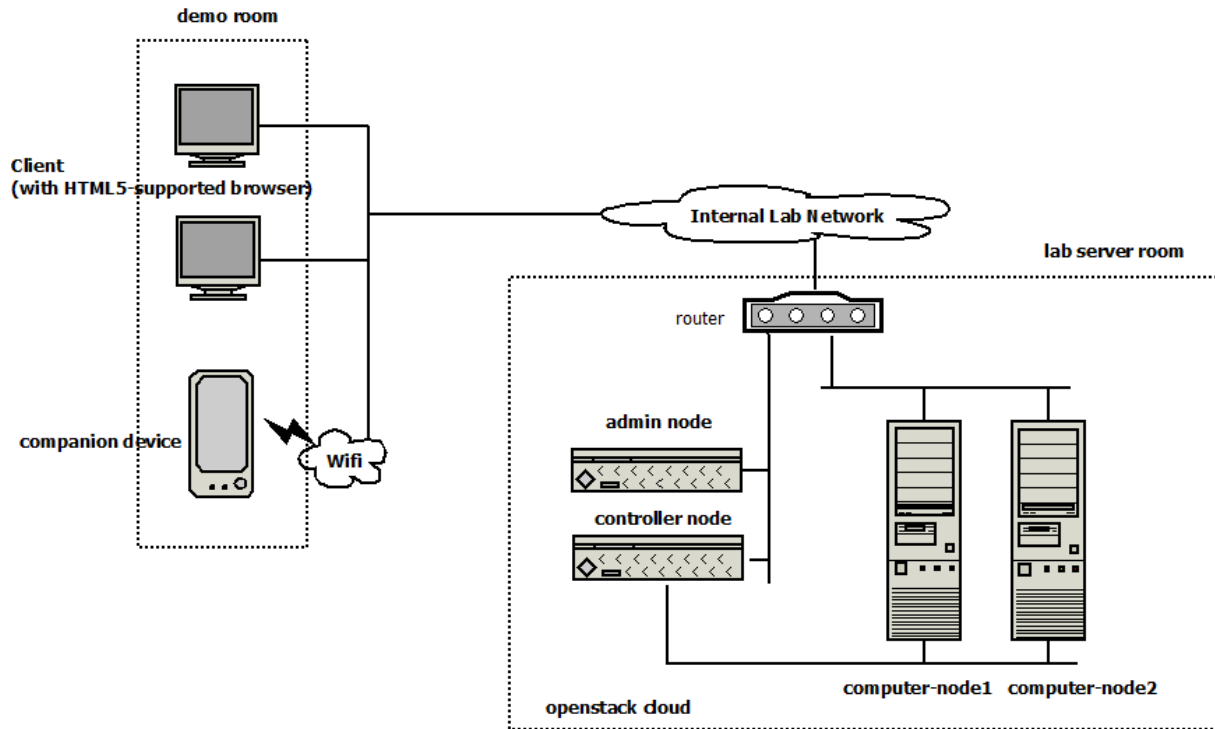 demo room
Client
(with HTML5-supported browser)
Internal Lab Network
lab server room
router
companion device
Wifi
admin node
controller node
computer-node1
computer-node2
openstack cloud